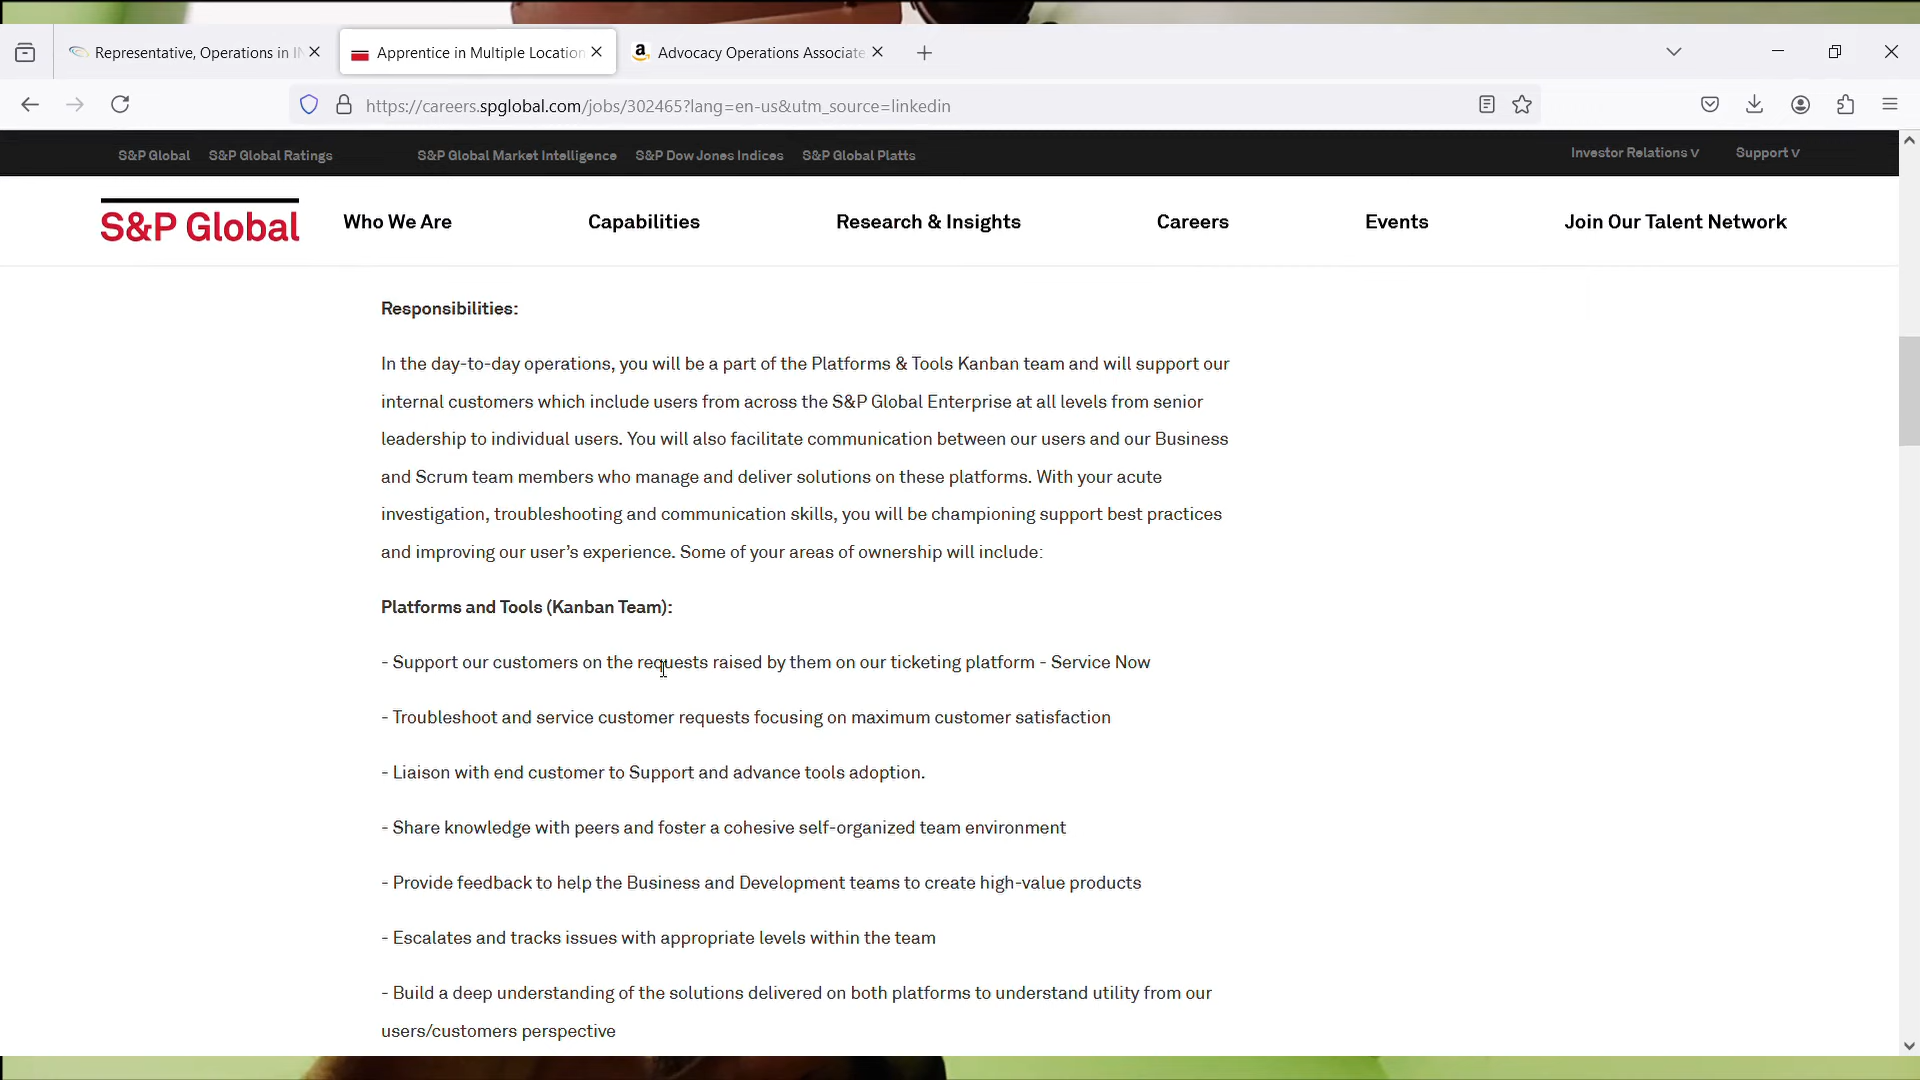 Representative, Operations in IN
Apprentice in Multiple Location
a
Advocacy Operations Associate
https://careers.spglobal.com/jobs/302465?lang=en-us&utm_source=linkedin
S&P Global
S&P Global Ratings
S&P Global Market Intelligence
S&P Dow Jones Indices
S&P Global Platts
Investor Relations V
Support V
S&P Global
Who We Are
Capabilities
Research & Insights
Careers
Events
Join Our Talent Network
Responsibilities:
In the day-to-day operations, you will be a part of the Platforms & Tools Kanban team and will support our
internal customers which include users from across the S&P Global Enterprise at all levels from senior
leadership to individual users. You will also facilitate communication between our users and our Business
and Scrum team members who manage and deliver solutions on these platforms. With your acute
investigation, troubleshooting and communication skills, you will be championing support best practices
and improving our user’s experience. Some of your areas of ownership will include:
Platforms and Tools (Kanban Team):
- Support our customers on the requests raised by them on our ticketing platform - Service Now
- Troubleshoot and service customer requests focusing on maximum customer satisfaction
- Liaison with end customer to Support and advance tools adoption.
- Share knowledge with peers and foster a cohesive self-organized team environment
- Provide feedback to help the Business and Development teams to create high-value products
- Escalates and tracks issues with appropriate levels within the team
- Build a deep understanding of the solutions delivered on both platforms to understand utility from our
users/customers perspective